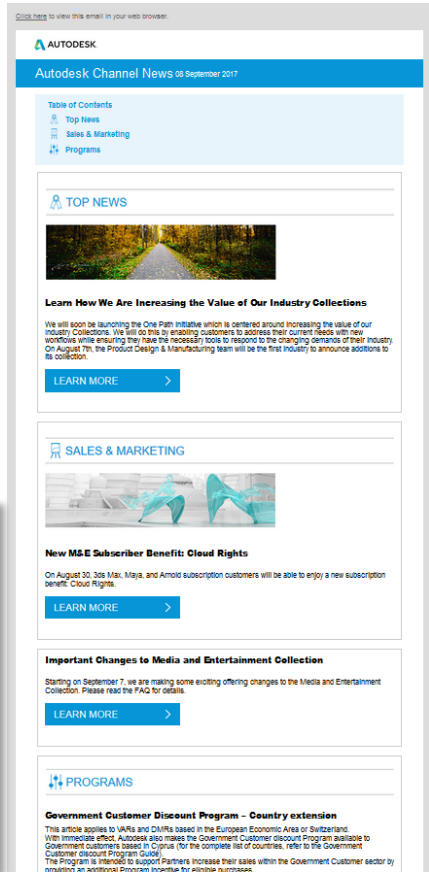 Click here to view this email in your web browser.
AUTODESK
Autodesk Channel News 08 September 2017
Table of Contents
Top News
Sales & Marketing
Programs
TOP NEWS
Learn How We Are Increasing the Value of Our Industry Collections
We will soon be launching the One Path Initiative which is centered around increasing the value of our
Industry Collections. We will do this by enabling customers to address their current needs with new
workflows while ensuring they have the necessary tools to respond to the changing demands of their industry.
On August 7th, the Product Design & Manufacturing team will be the first industry to announce additions to
its collection.
LEARN MORE >
SALES & MARKETING
New M&E Subscriber Benefit: Cloud Rights
On August 30, 3ds Max, Maya, and Arnold subscription customers will be able to enjoy a new subscription
benefit: Cloud Rights.
LEARN MORE >
Important Changes to Media and Entertainment Collection
Starting on September 7, we are making some exciting offering changes to the Media and Entertainment
Collection. Please read the FAQ for details.
LEARN MORE >
PROGRAMS
Government Customer Discount Program – Country extension
This article applies to VARs and DMRs based in the European Economic Area or Switzerland.
With immediate effect, Autodesk also makes the Government Customer discount Program available to
Government customers based in Cyprus (for the complete list of countries, refer to the Government
Customer discount Program Guide).
The Program is intended to support Partners increase their sales within the Government Customer sector by
providing an additional Program incentive for eligible purchases.